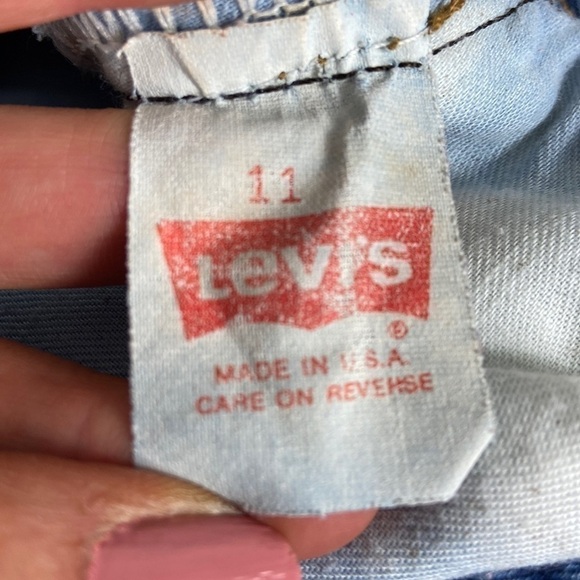 11
Levi's
®
MADE IN U.S.A.
CARE ON REVERSE